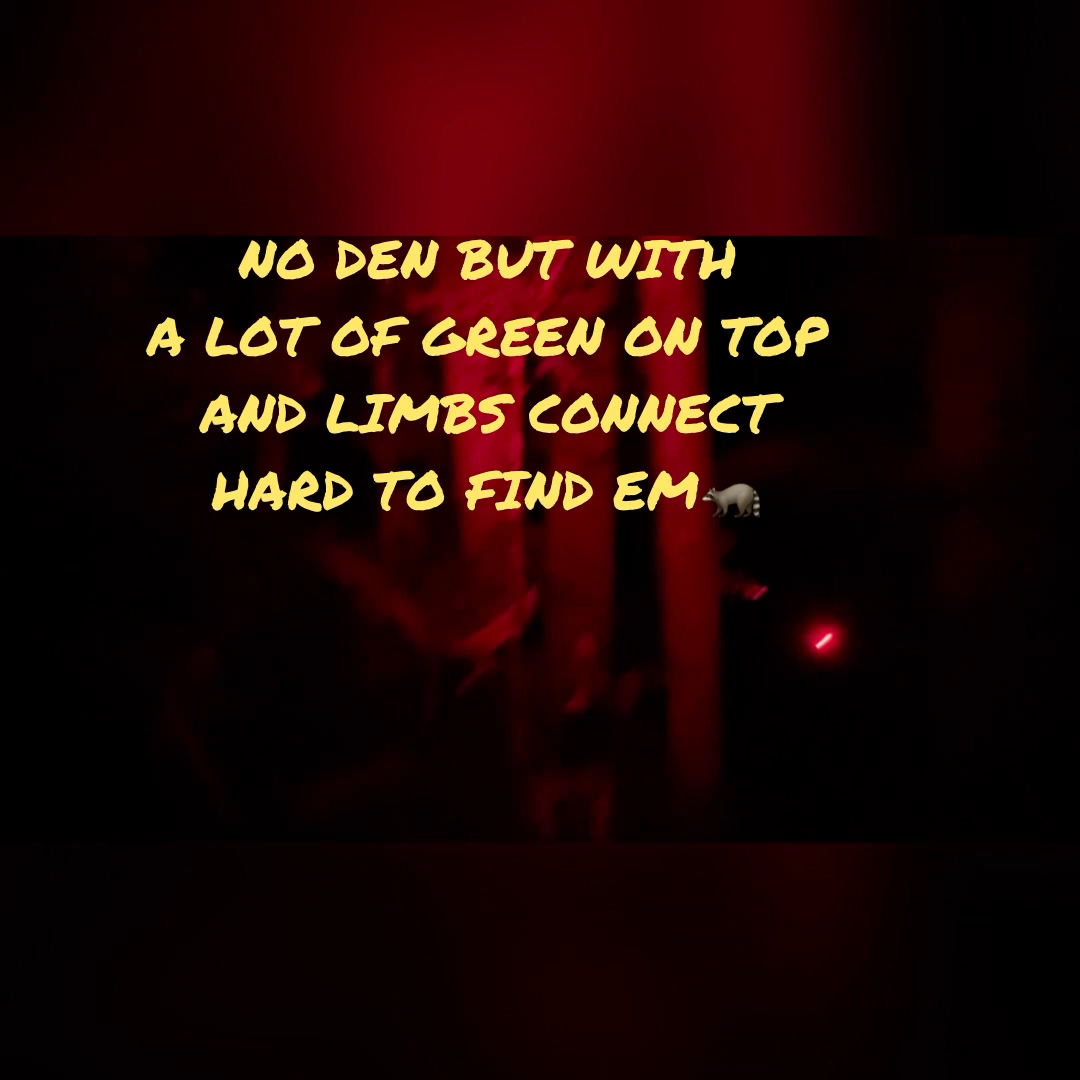 NO DEN BUT WITH
A LOT OF GREEN ON TOP
AND LIMBS CONNECT
HARD TO FIND EM🦝